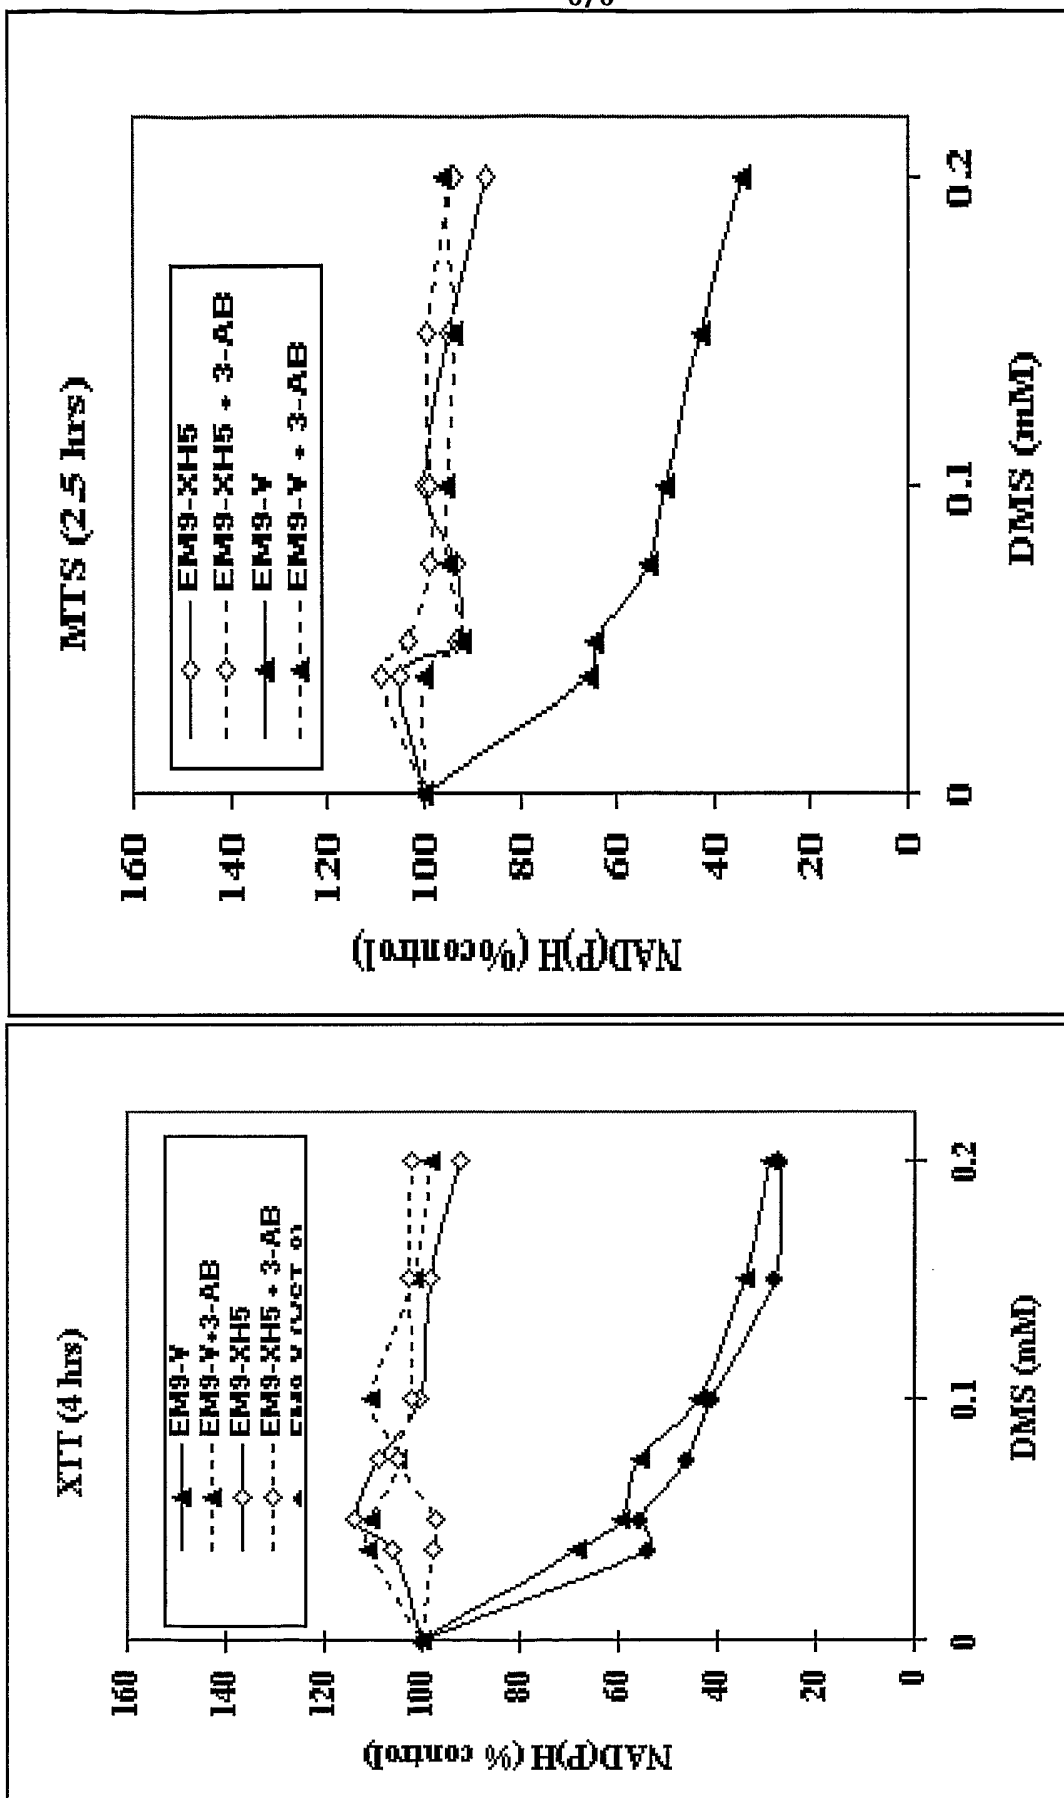 XTT (4 hrs)
EM9-V
EM9-V+3-AB
EM9-XH5
EM9-XH5 + 3-AB
EM9-V
160
140
120
100
80
60
40
20
0
NAD(P)H (% control)
0
0.1
0.2
DMS (mM)
MTS (2.5 hrs)
EM9-XH5
EM9-XH5 + 3-AB
EM9-V
EM9-V + 3-AB
160
140
120
100
80
60
40
20
0
NAD(P)H (%control)
0
0.1
0.2
DMS (mM)